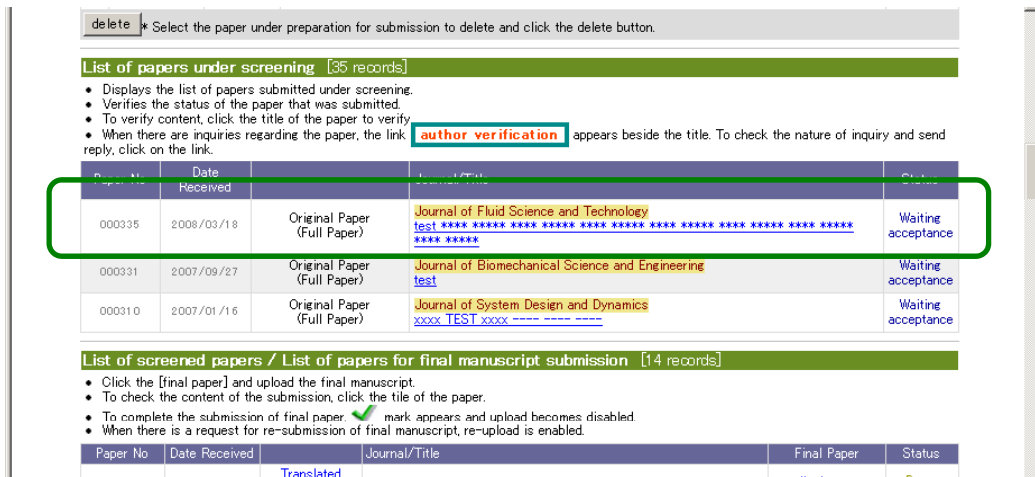 delete * Select the paper under preparation for submission to delete and click the delete button.
List of papers under screening [35 records]
• Displays the list of papers submitted under screening.
• Verifies the status of the paper that was submitted.
• To verify content, click the title of the paper to verify.
• When there are inquiries regarding the paper, the link author verification appears beside the title. To check the nature of inquiry and send
reply, click on the link.
Paper No Date Received Journal/Title Status
000335 2008/03/18 Original Paper (Full Paper) Journal of Fluid Science and Technology Waiting acceptance
test **** ***** **** ***** **** ***** **** ***** **** ***** **** *****
**** *****
000331 2007/09/27 Original Paper (Full Paper) Journal of Biomechanical Science and Engineering Waiting acceptance
test
000310 2007/01/16 Original Paper (Full Paper) Journal of System Design and Dynamics Waiting acceptance
xxxx TEST xxxx ---- ---- ----
List of screened papers / List of papers for final manuscript submission [14 records]
• Click the [final paper] and upload the final manuscript.
• To check the content of the submission, click the tile of the paper.
• To complete the submission of final paper. mark appears and upload becomes disabled.
• When there is a request for re-submission of final manuscript, re-upload is enabled.
Paper No Date Received Journal/Title Final Paper Status
Translated